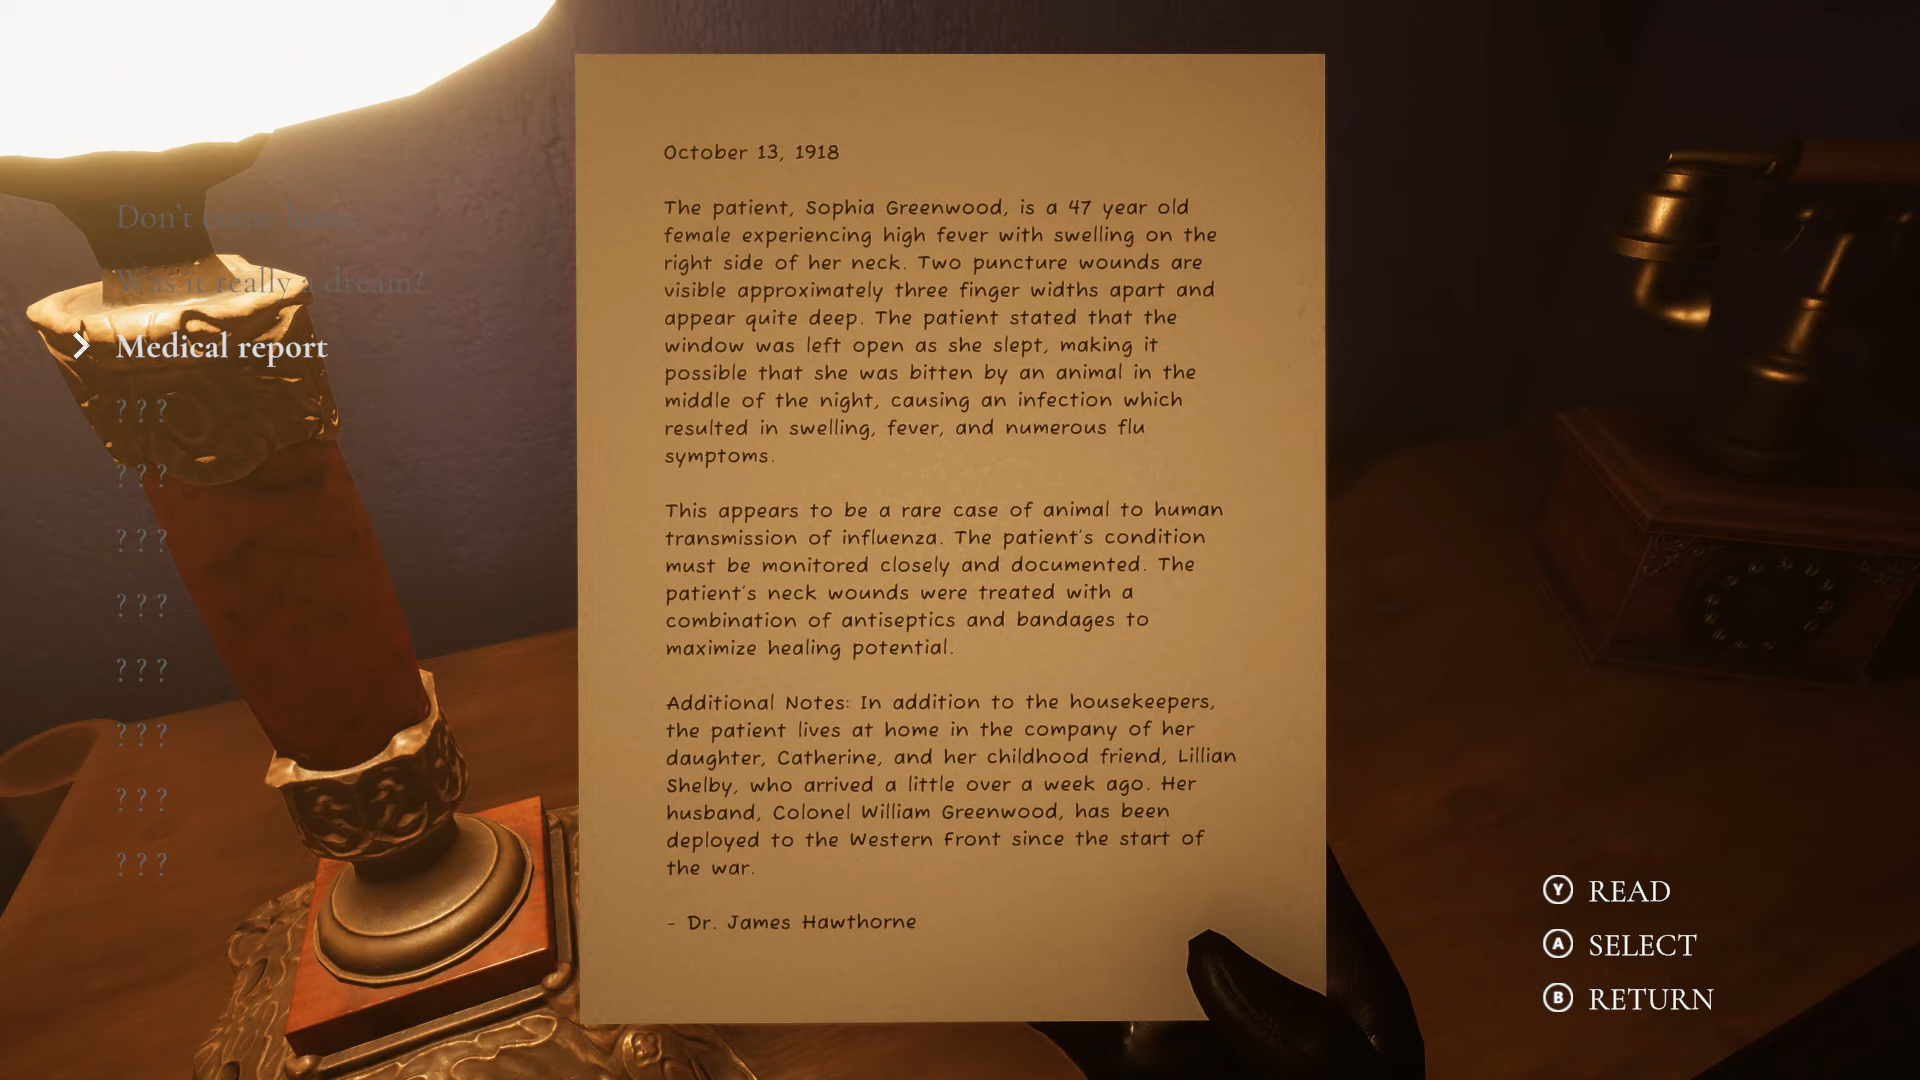 Don't come
Was it really a dream?
Medical report
???
???
???
???
???
???
???
???
October 13, 1918
The patient, Sophia Greenwood, is a 47 year old
female experiencing high fever with swelling on the
right side of her neck. Two puncture wounds are
visible approximately three finger widths apart and
appear quite deep. The patient stated that the
window was left open as she slept, making it
possible that she was bitten by an animal in the
middle of the night, causing an infection which
resulted in swelling, fever, and numerous flu
symptoms.
This appears to be a rare case of animal to human
transmission of influenza. The patient's condition
must be monitored closely and documented. The
patient's neck wounds were treated with a
combination of antiseptics and bandages to
maximize healing potential.
Additional Notes: In addition to the housekeepers,
the patient lives at home in the company of her
daughter, Catherine, and her childhood friend, Lillian
Shelby, who arrived a little over a week ago. Her
husband, Colonel William Greenwood, has been
deployed to the Western Front since the start of
the war.
- Dr. James Hawthorne
Y READ
A SELECT
B RETURN